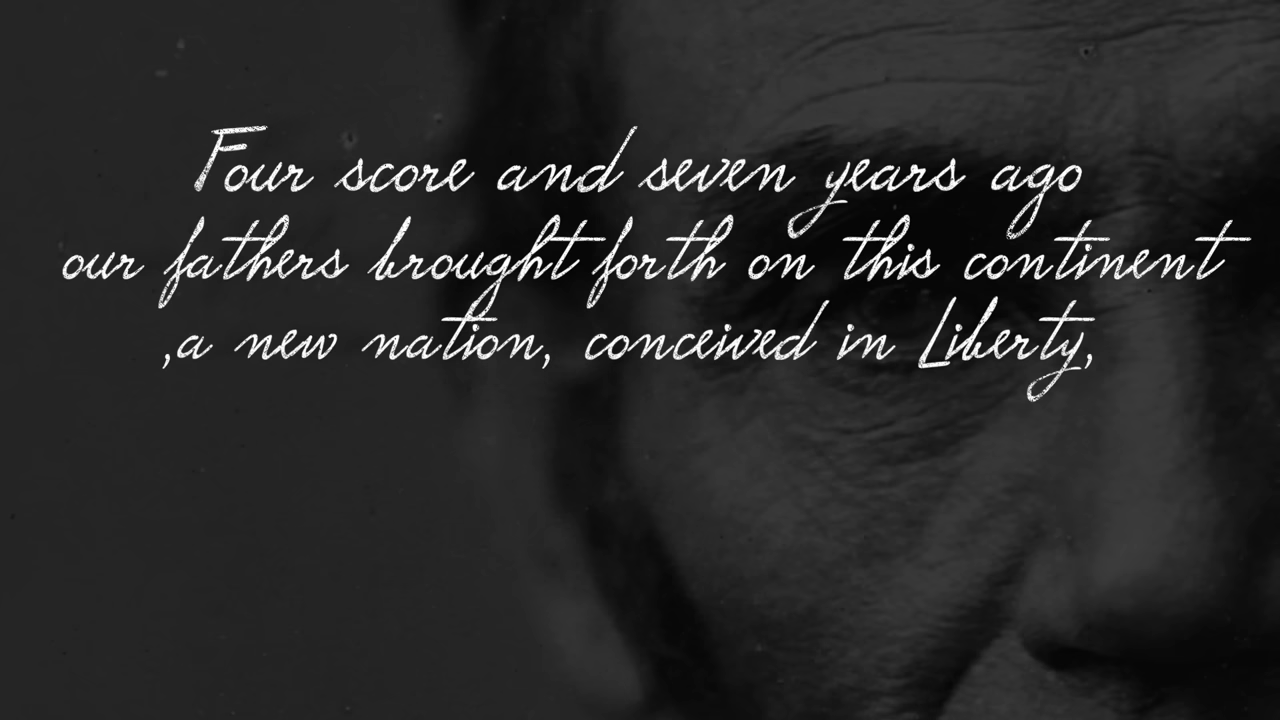 Four score and seven years ago
our fathers brought forth on this continent
,a new nation, conceived in Liberty,